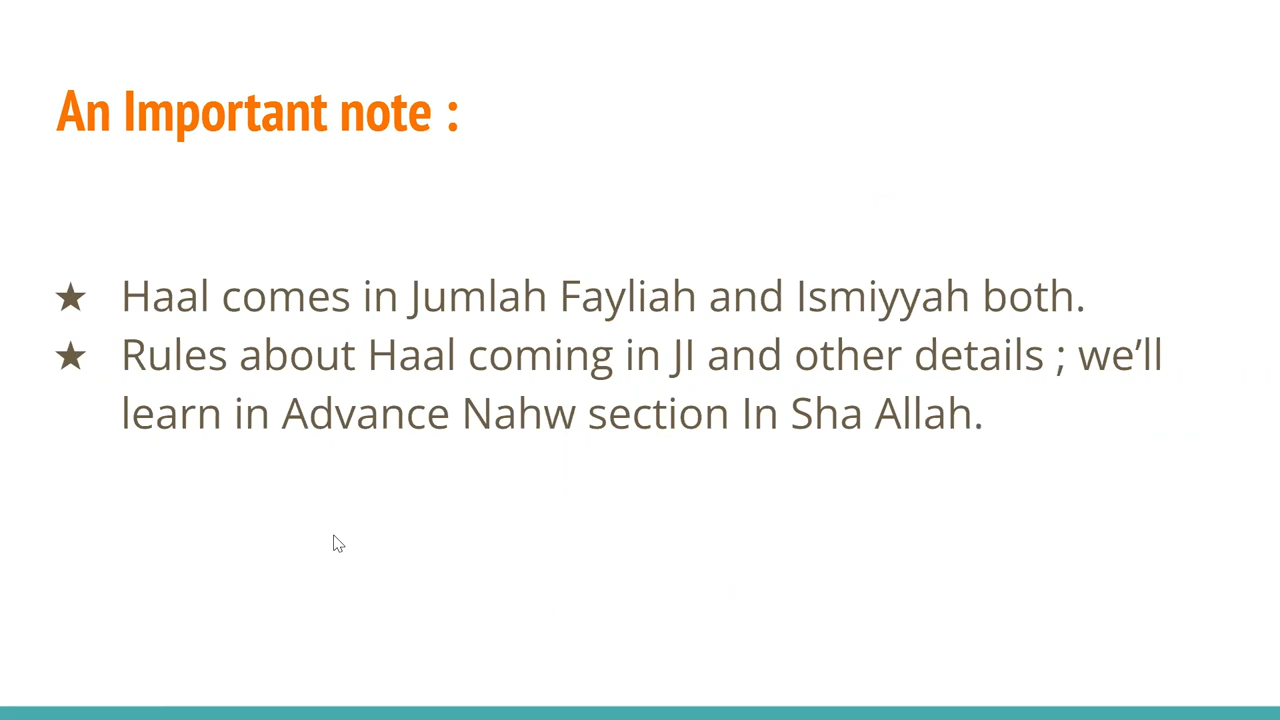 An Important note :
★ Haal comes in Jumlah Fayliah and Ismiyyah both.
★ Rules about Haal coming in JI and other details ; we’ll
learn in Advance Nahw section In Sha Allah.